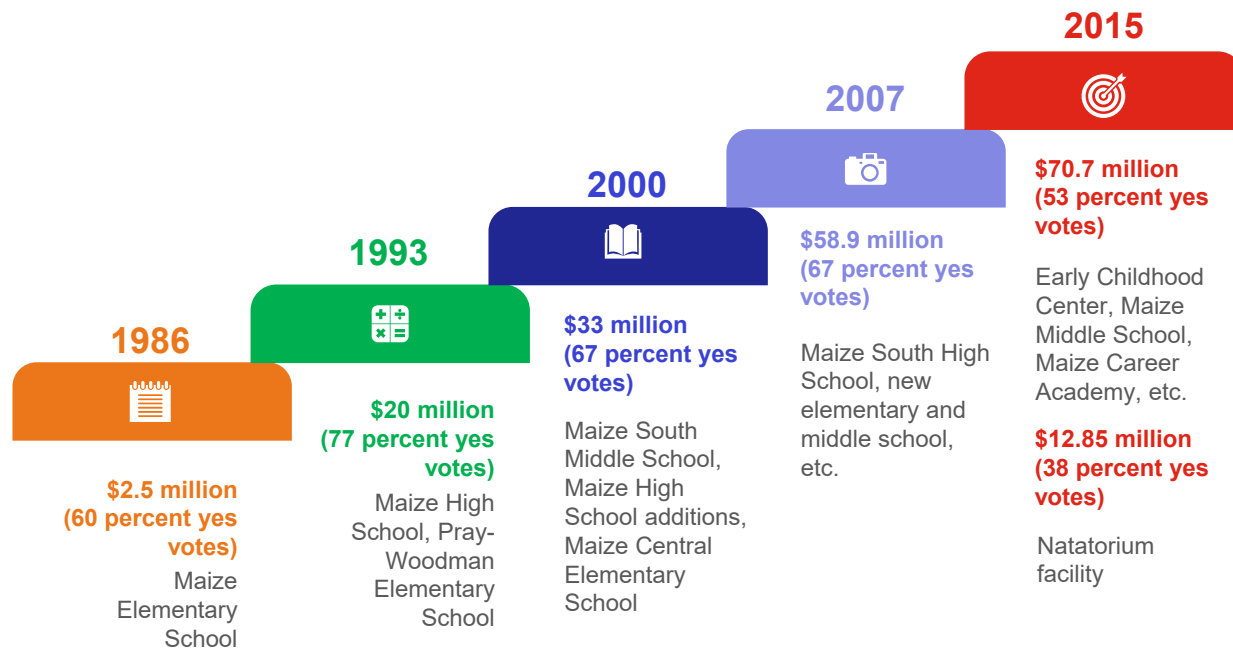 1986
$2.5 million
(60 percent yes
votes)
Maize
Elementary
School
1993
$20 million
(77 percent yes
votes)
Maize High
School, Pray-
Woodman
Elementary
School
2000
$33 million
(67 percent yes
votes)
Maize South
Middle School,
Maize High
School additions,
Maize Central
Elementary
School
2007
$58.9 million
(67 percent yes
votes)
Maize South High
School, new
elementary and
middle school,
etc.
2015
$70.7 million
(53 percent yes
votes)
Early Childhood
Center, Maize
Middle School,
Maize Career
Academy, etc.
$12.85 million
(38 percent yes
votes)
Natatorium
facility